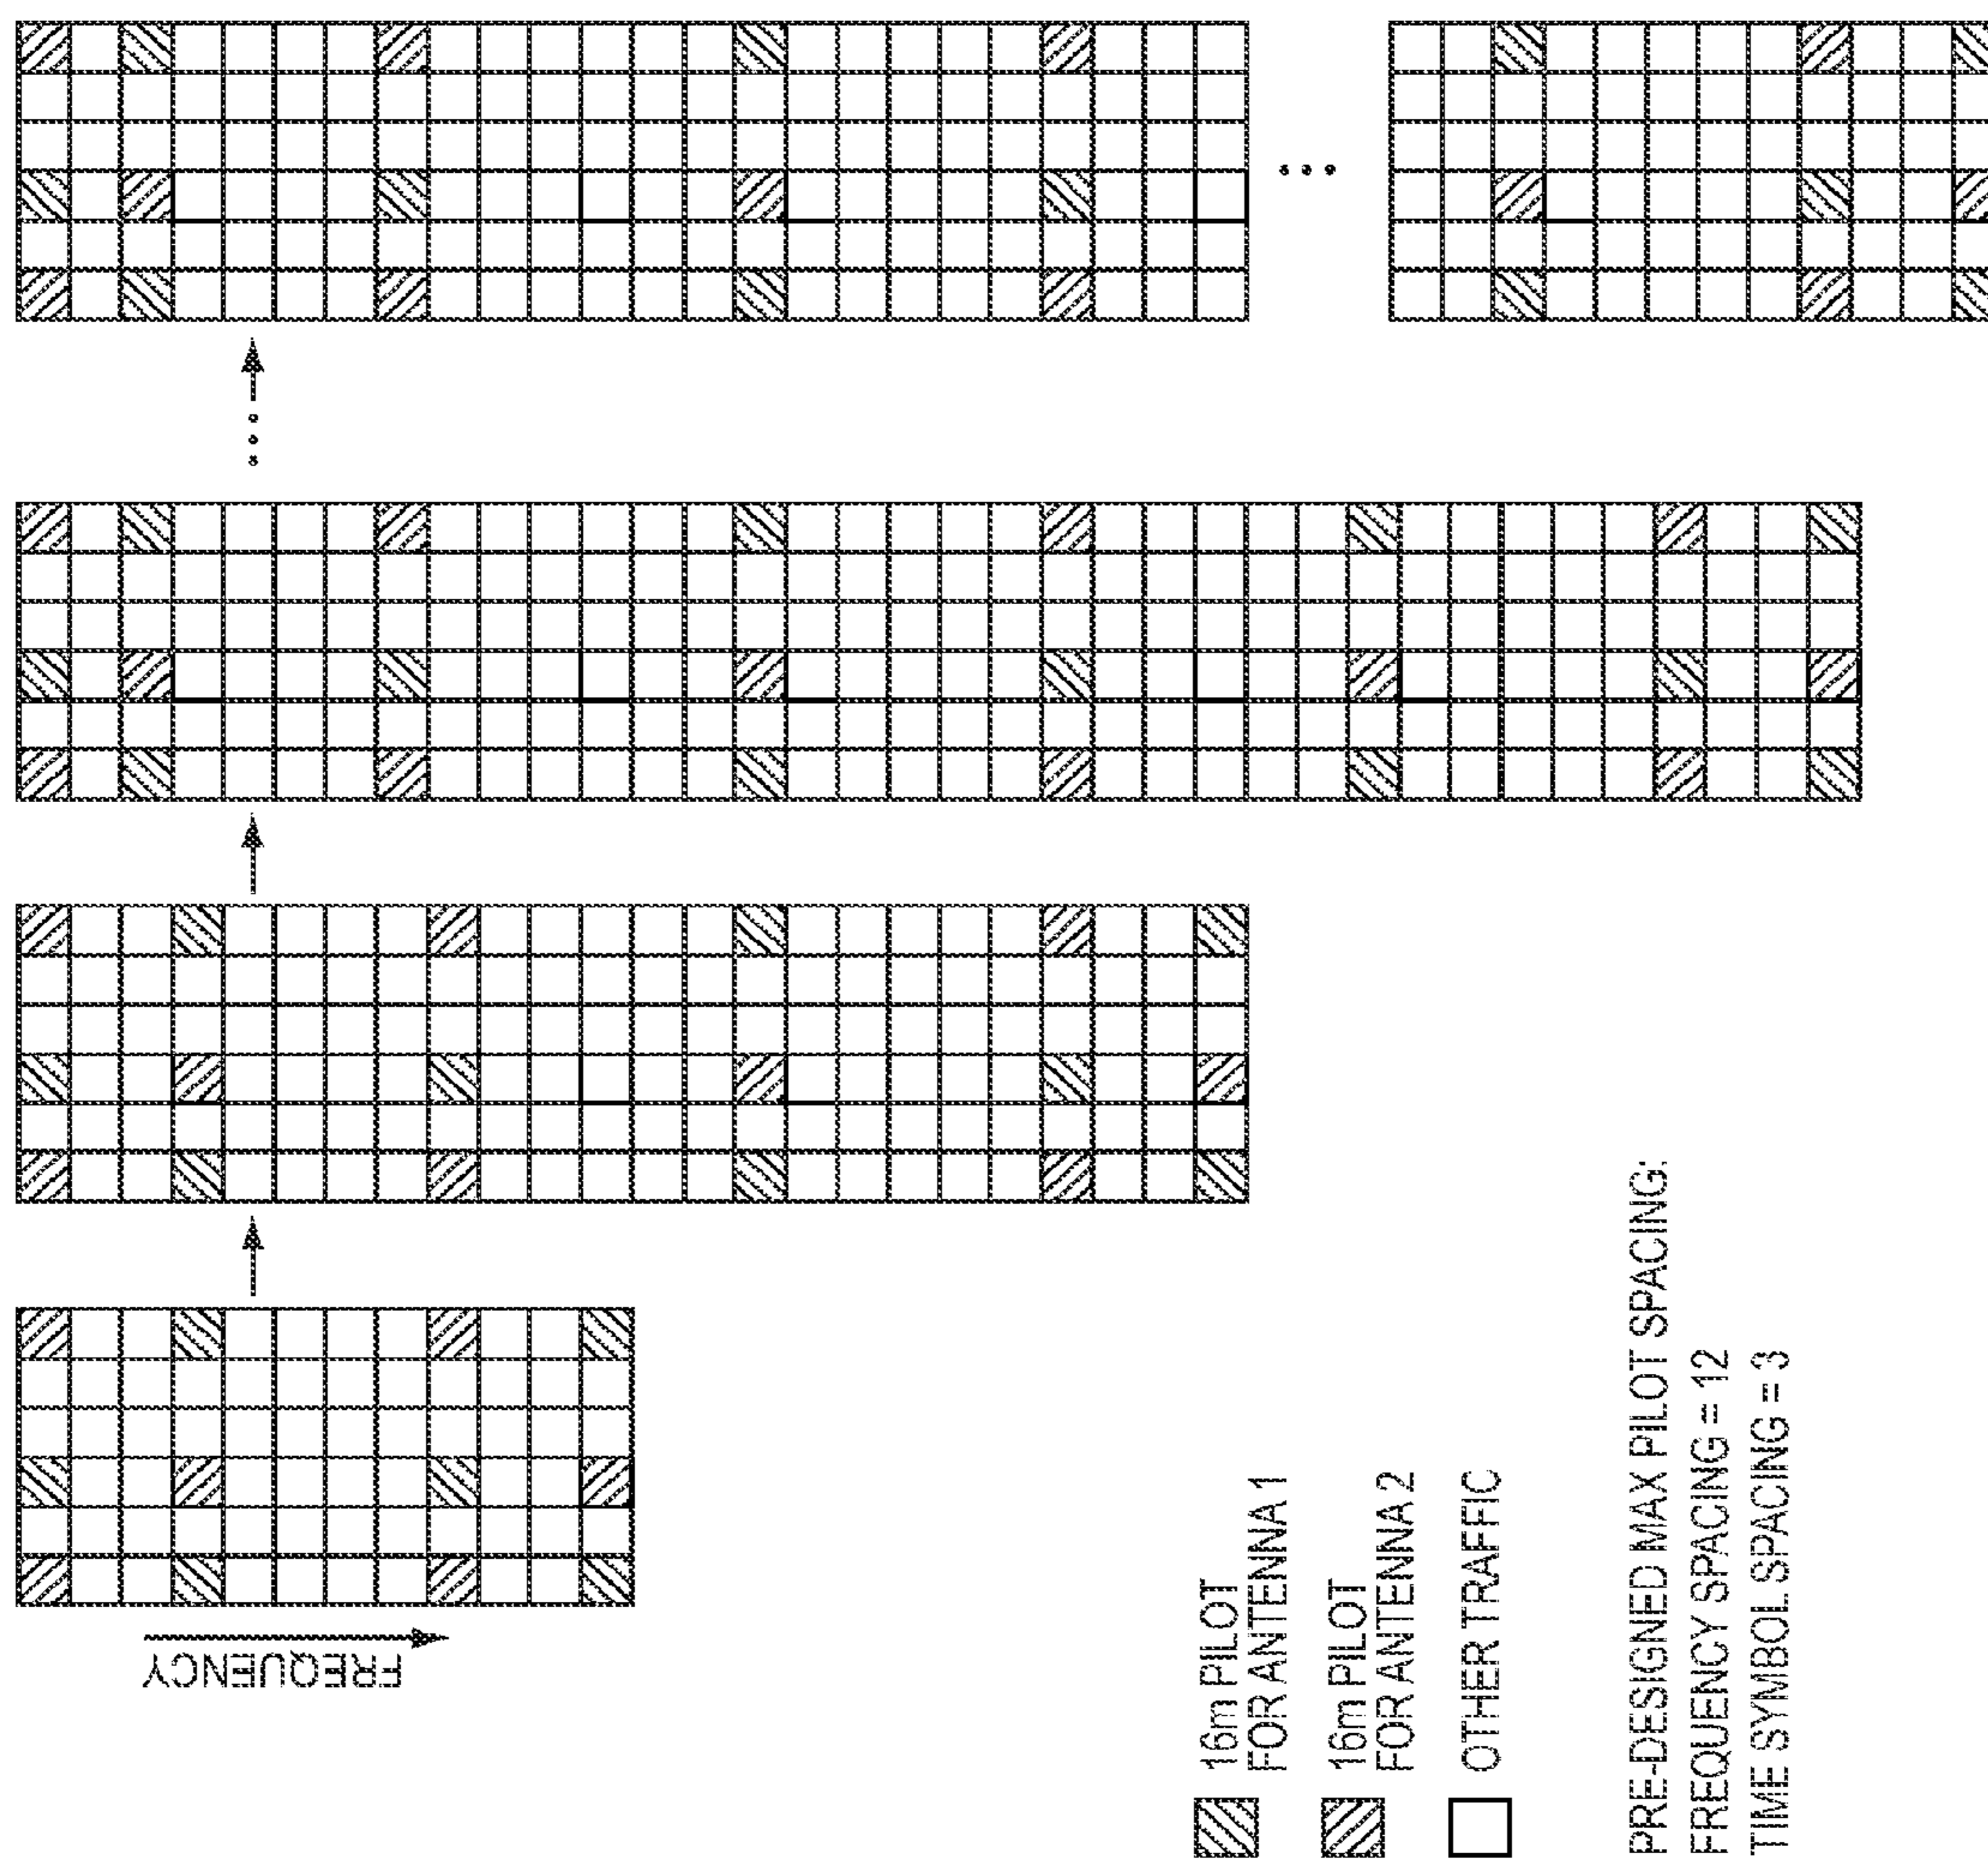 FREQUENCY
16m PILOT
FOR ANTENNA 1
16m PILOT
FOR ANTENNA 2
OTHER TRAFFIC
PRE-DESIGNED MAX PILOT SPACING:
FREQUENCY SPACING = 12
TIME SYMBOL SPACING = 3